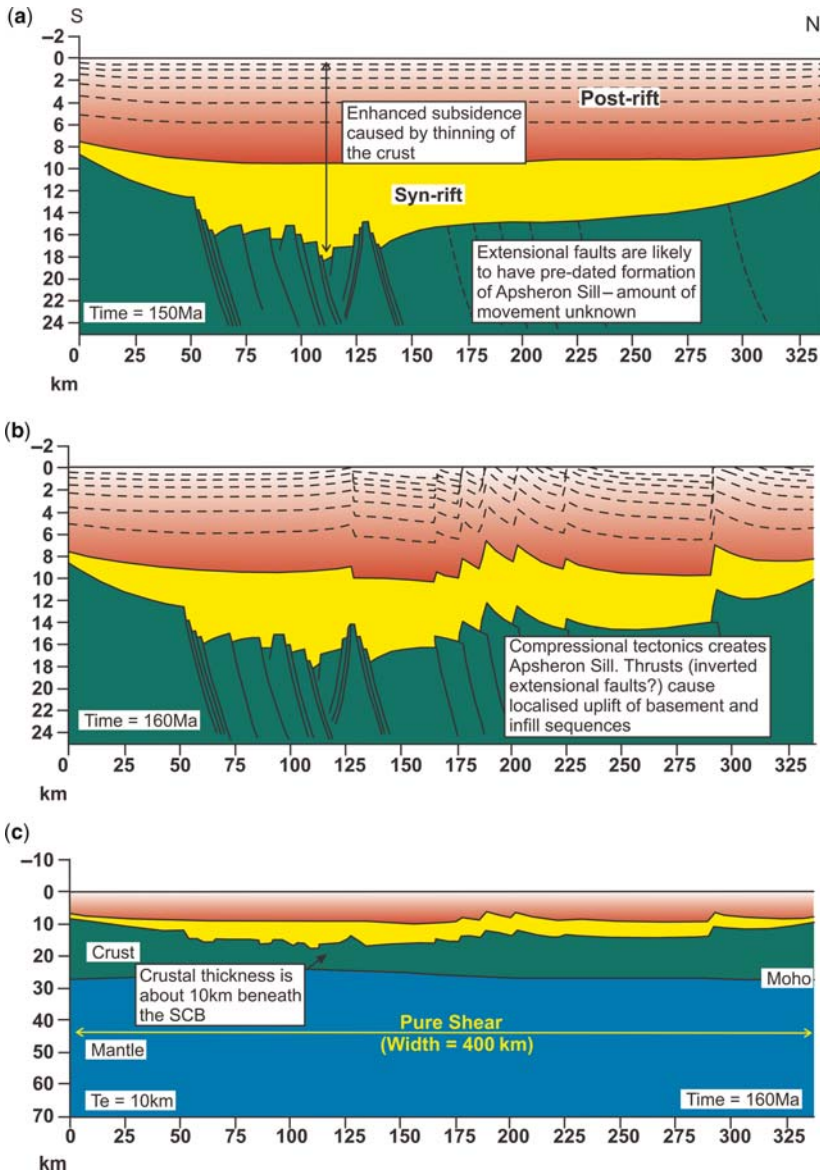 (a)
S
N
–2
0
2
4
6
8
10
12
14
16
18
20
22
24
Post-rift
Enhanced subsidence
caused by thinning of
the crust
Syn-rift
Extensional faults are likely
to have pre-dated formation
of Apsheron Sill – amount of
movement unknown
Time = 150Ma
0 25 50 75 100 125 150 175 200 225 250 275 300 325
km
(b)
–2
0
2
4
6
8
10
12
14
16
18
20
22
24
Compressional tectonics creates
Apsheron Sill. Thrusts (inverted
extensional faults?) cause
localised uplift of basement and
infill sequences
Time = 160Ma
0 25 50 75 100 125 150 175 200 225 250 275 300 325
km
(c)
–10
0
10
20
30
40
50
60
70
Crust
Crustal thickness is
about 10km beneath
the SCB
Moho
Pure Shear
(Width = 400 km)
Mantle
Te = 10km
Time = 160Ma
0 25 50 75 100 125 150 175 200 225 250 275 300 325
km